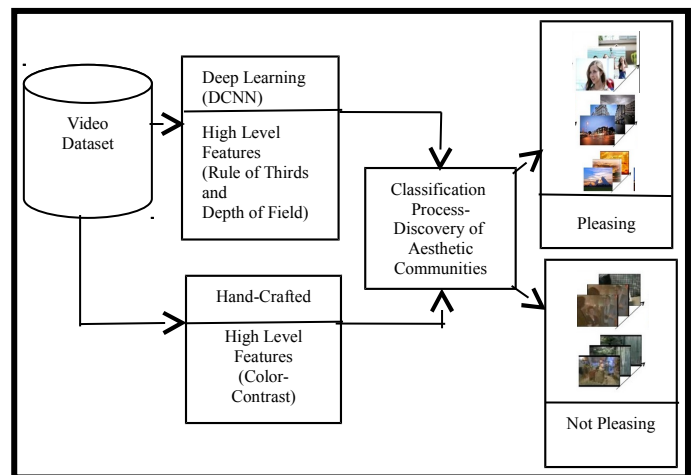 Video
Dataset
Deep Learning
(DCNN)
High Level
Features
(Rule of Thirds
and
Depth of Field)
Hand-Crafted
High Level
Features
(Color-
Contrast)
Classification
Process-
Discovery of
Aesthetic
Communities
Pleasing
Not Pleasing